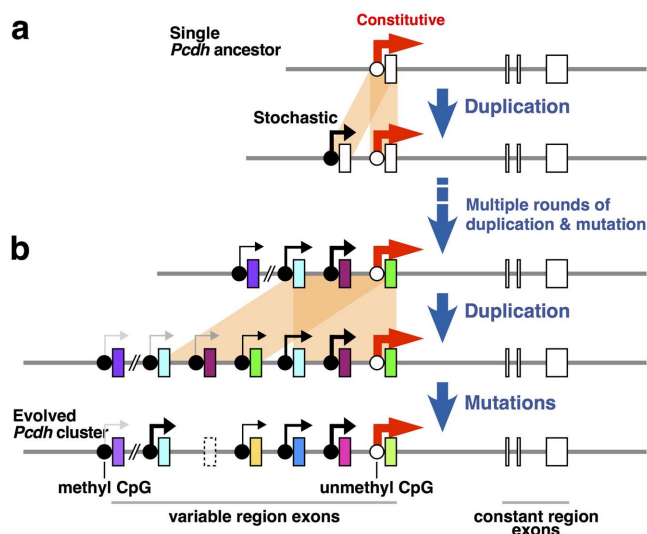 a
Constitutive
Single
Pcdh ancestor
Duplication
Stochastic
Multiple rounds of
duplication & mutation
b
Duplication
Mutations
Evolved
Pcdh cluster
methyl CpG
unmethyl CpG
variable region exons
constant region
exons